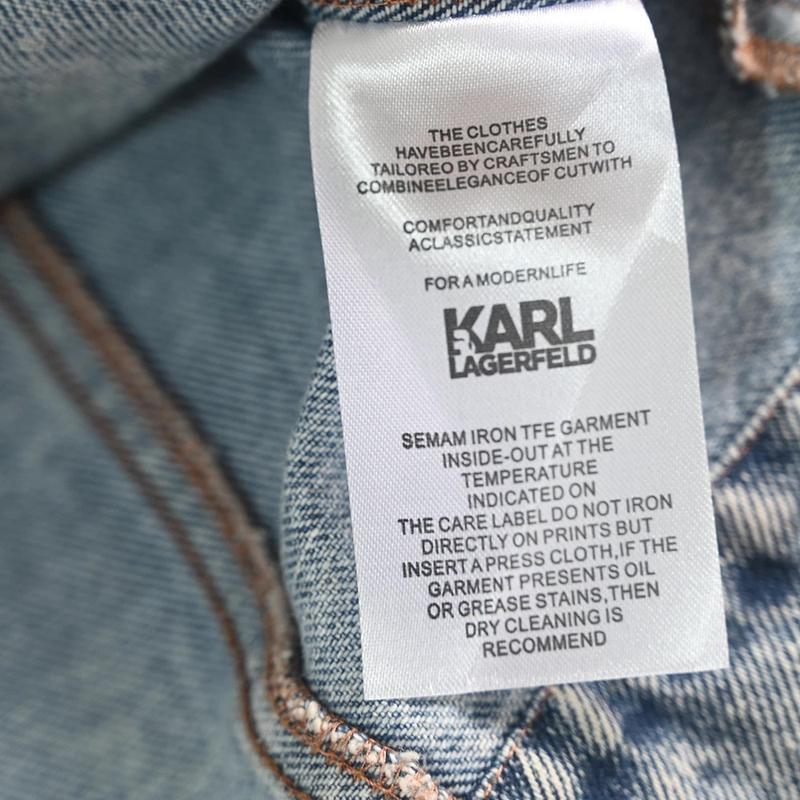 THE CLOTHES
HAVEBEENCAREFULLY
TAILOREO BY CRAFTSMEN TO
COMBINEELEGANCEOF CUTWITH
COMFORTANDQUALITY
ACLASSICSTATEMENT
FOR A MODERNLIFE
KARL
LAGERFELD
SEMAM IRON TFE GARMENT
INSIDE-OUT AT THE
TEMPERATURE
INDICATED ON
THE CARE LABEL DO NOT IRON
DIRECTLY ON PRINTS BUT
INSERT A PRESS CLOTH,IF THE
GARMENT PRESENTS OIL
OR GREASE STAINS,THEN
DRY CLEANING IS
RECOMMEND